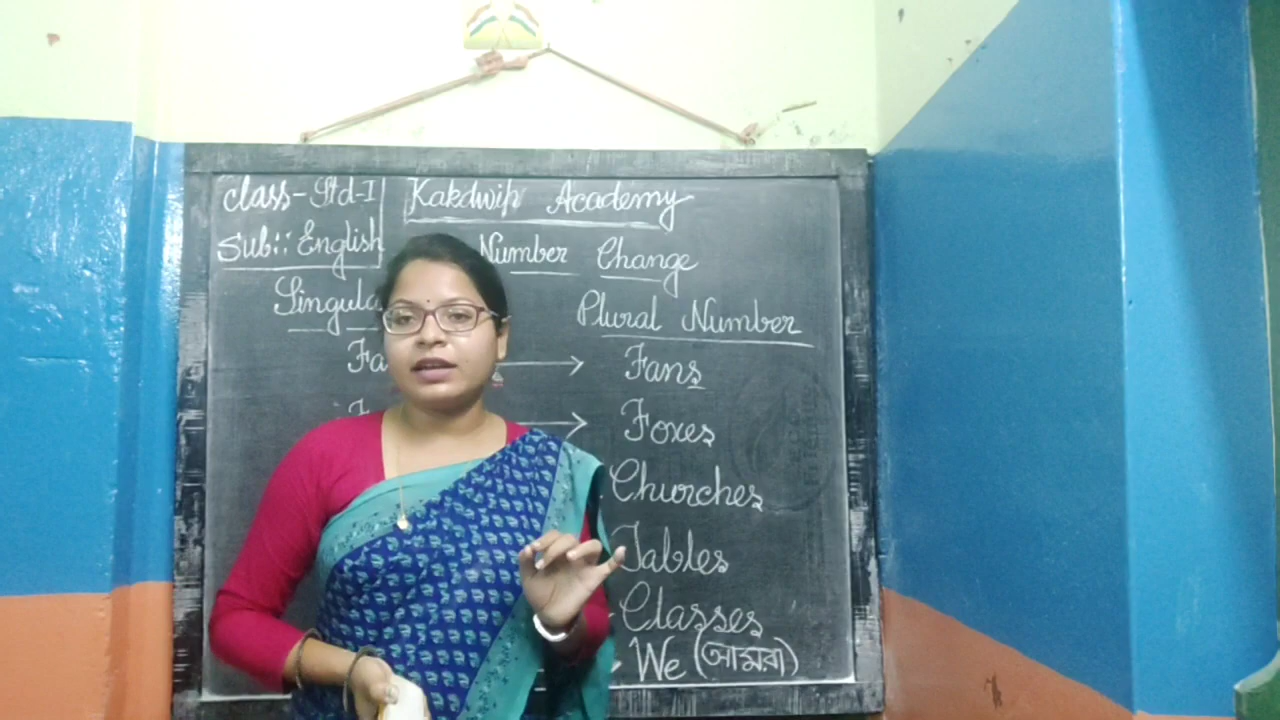 Class-Std-I Kakdwip Academy
Sub:: English Number Change
Plural Number
Fans
Foxes
Churches
Tables
Classes
We (আমরা)